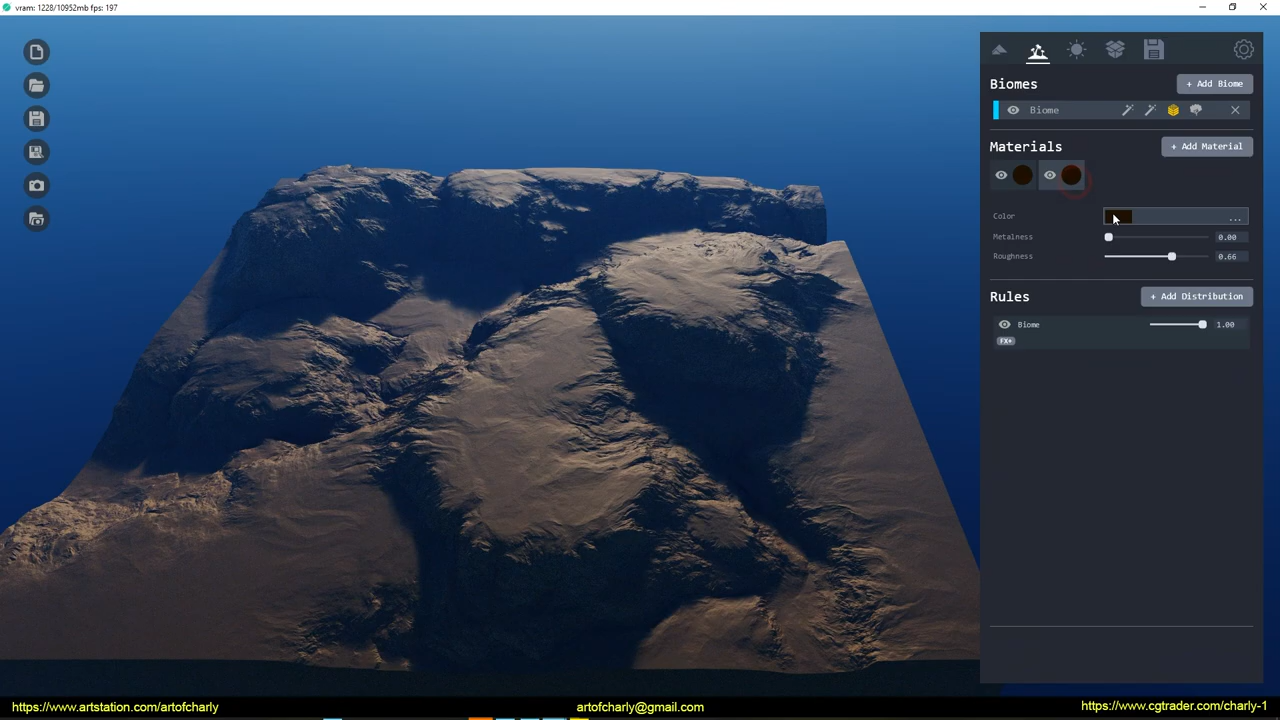 vram: 1228/10952mb fps: 197
Biomes
+ Add Biome
Biome
Materials
+ Add Material
Color
...
Metalness
0.00
Roughness
0.66
Rules
+ Add Distribution
Biome
1.00
FX+
https://www.artstation.com/artofcharly
artofcharly@gmail.com
https://www.cgtrader.com/charly-1